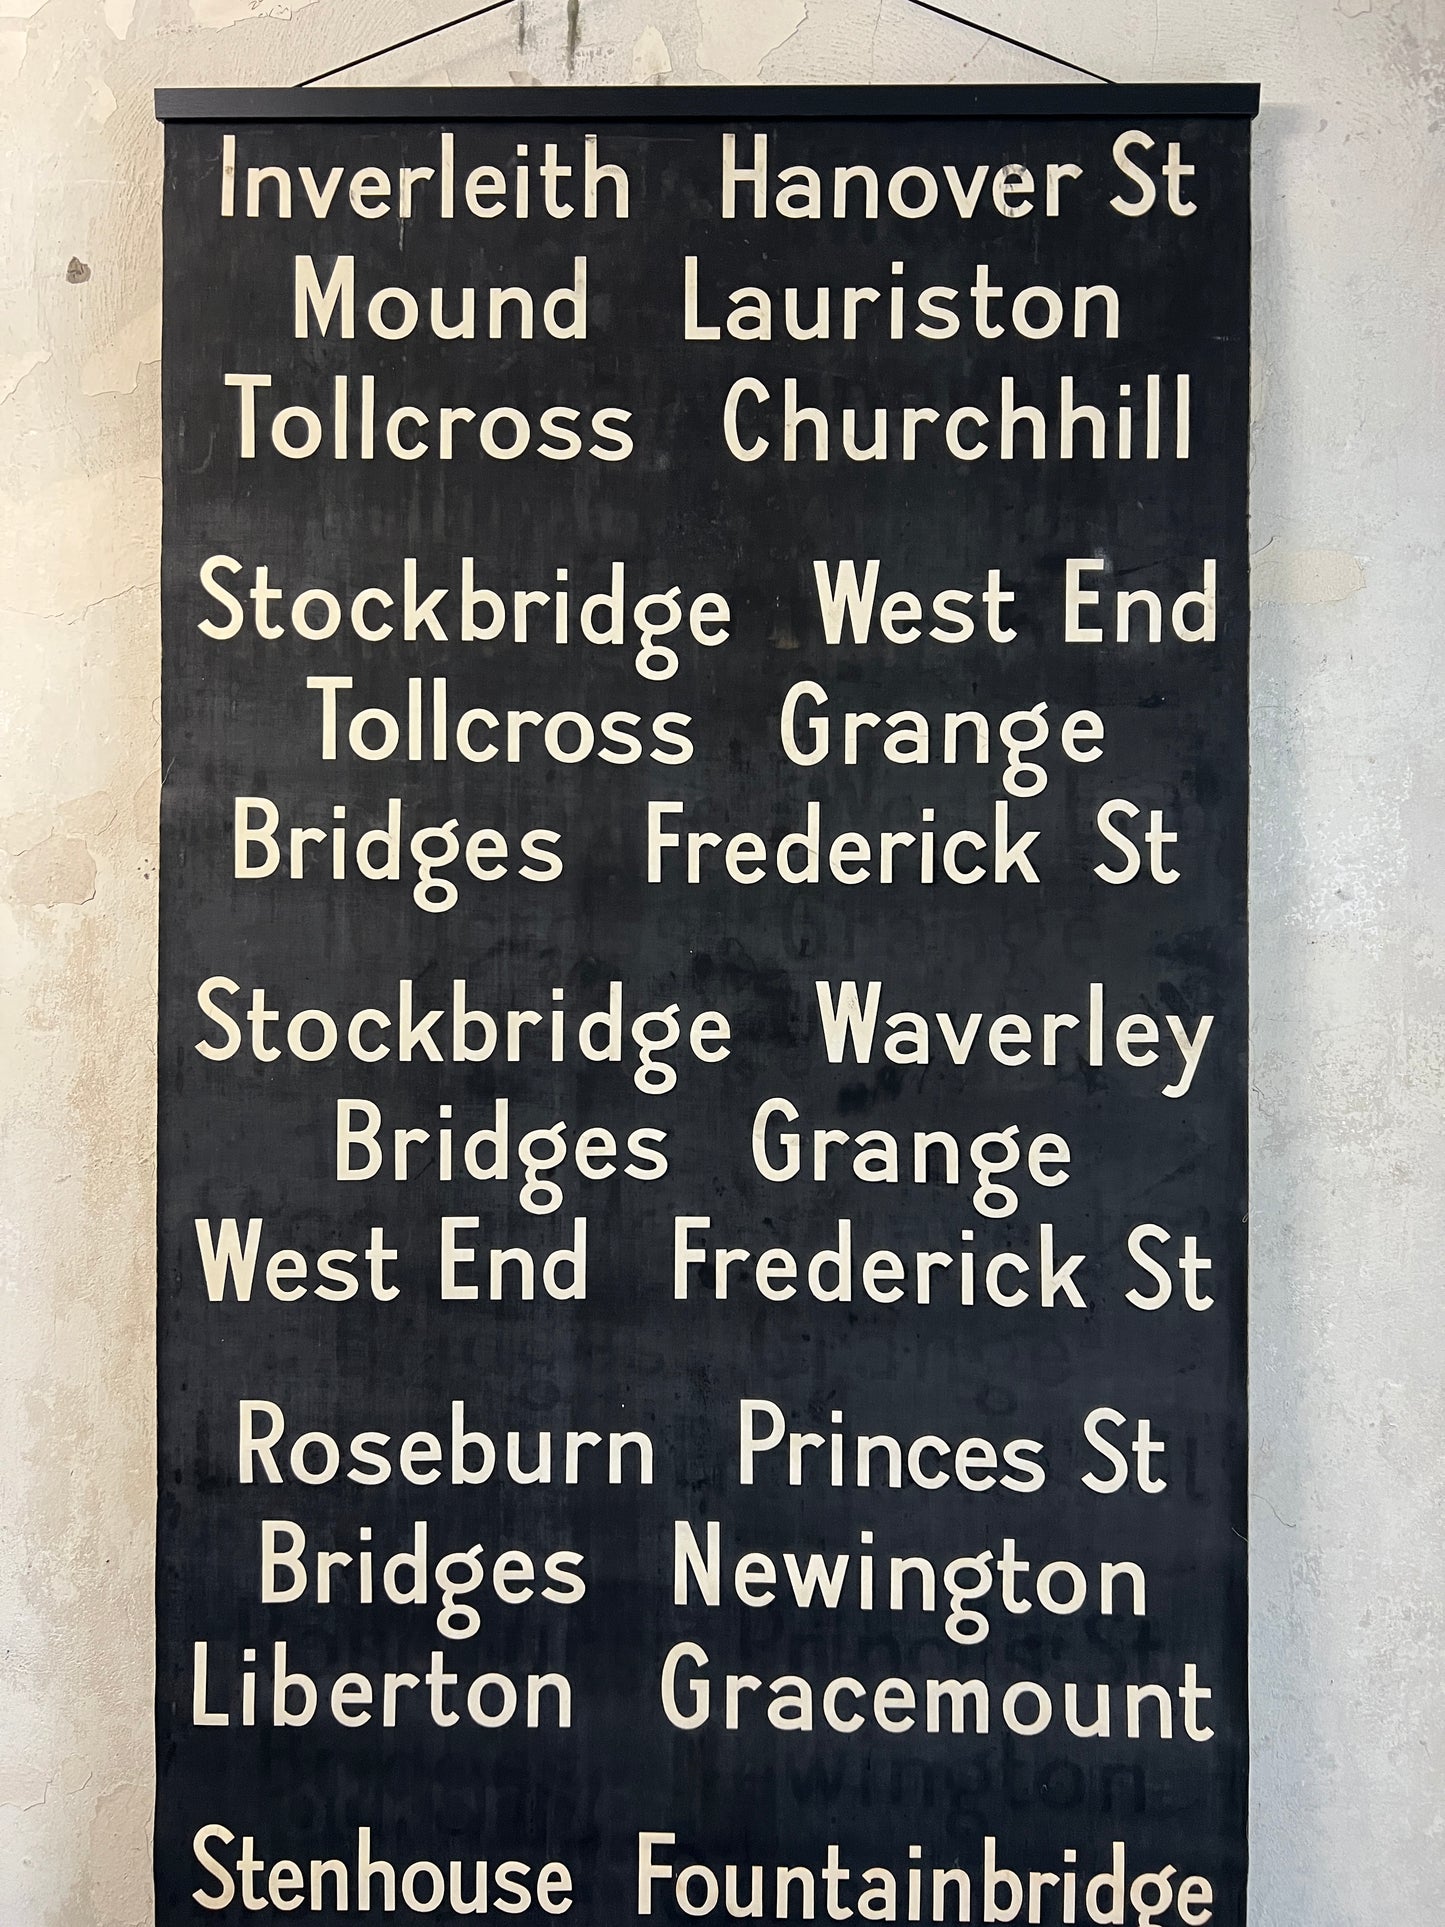 Inverleith Hanover St
Mound Lauriston
Tollcross Churchhill
Stockbridge West End
Tollcross Grange
Bridges Frederick St
Stockbridge Waverley
Bridges Grange
West End Frederick St
Roseburn Princes St
Bridges Newington
Liberton Gracemount
Stenhouse Fountainbridge